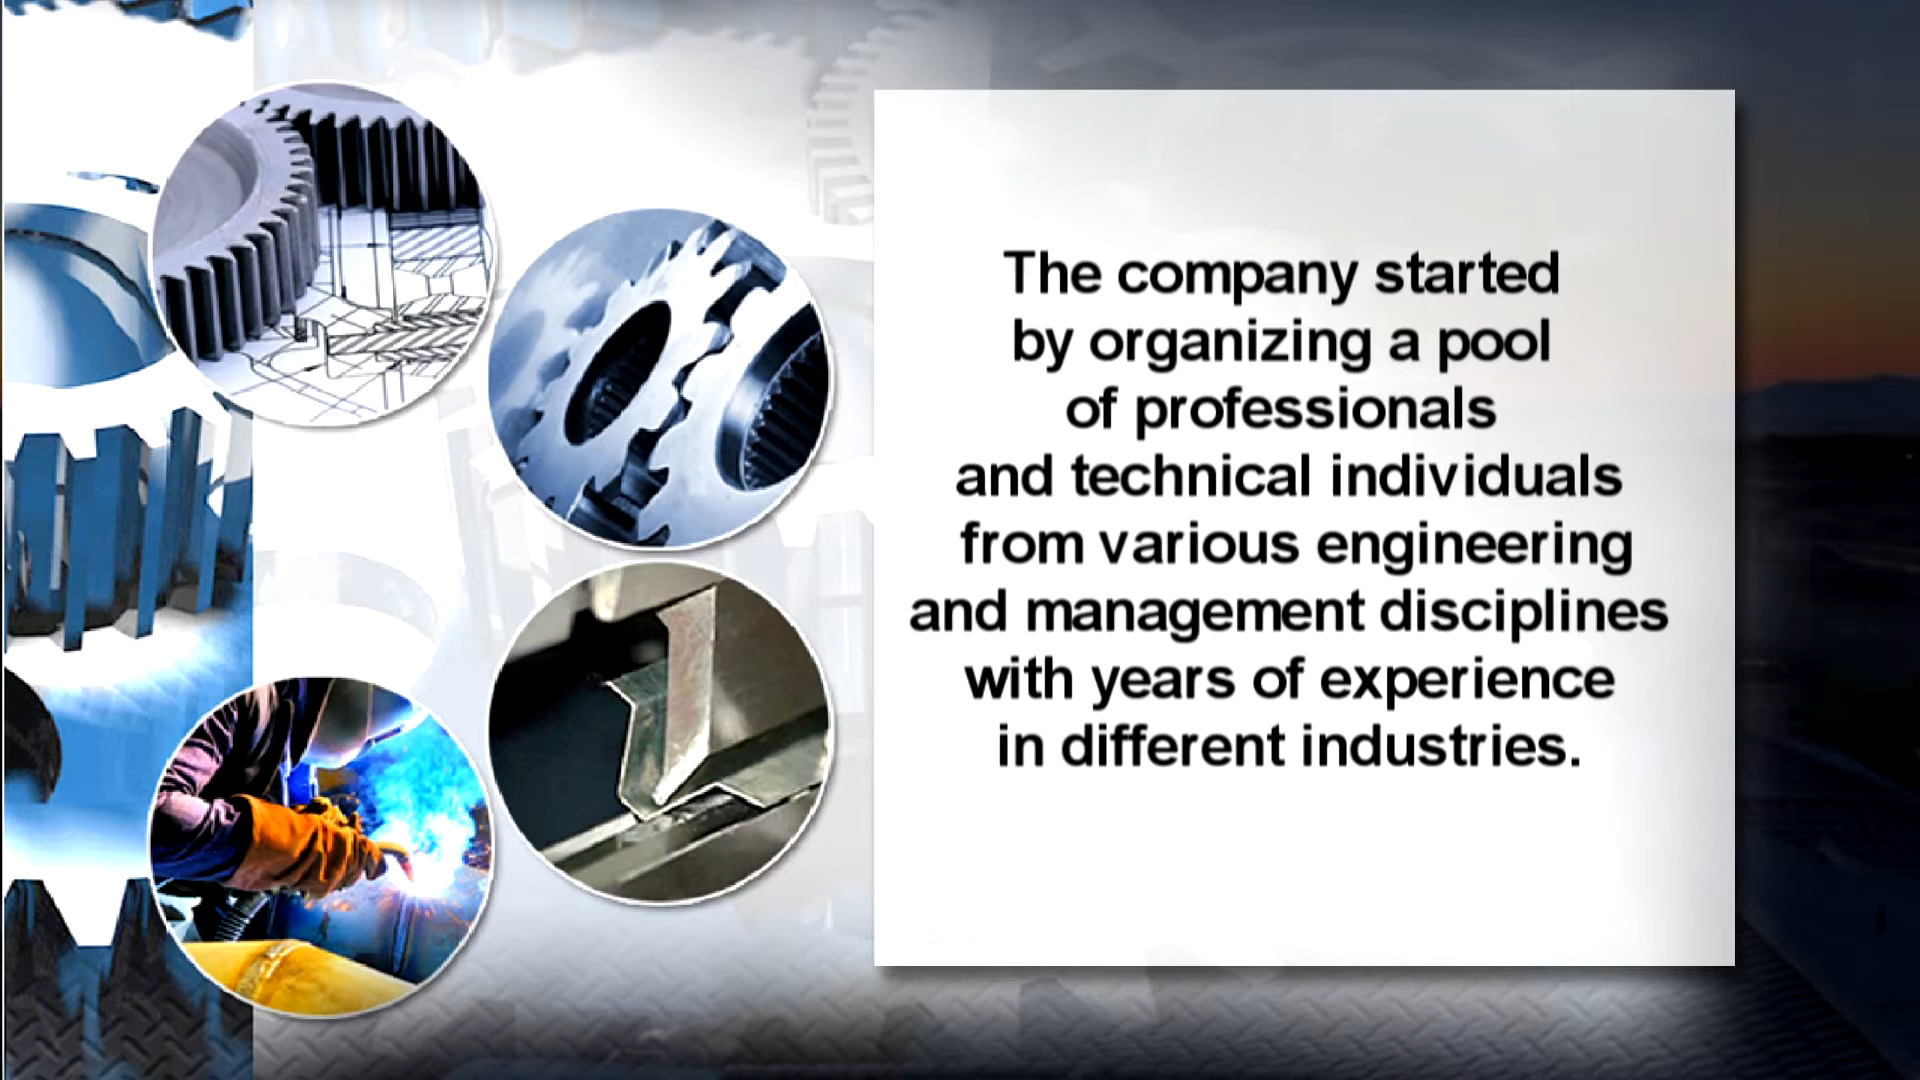 The company started
by organizing a pool
of professionals
and technical individuals
from various engineering
and management disciplines
with years of experience
in different industries.